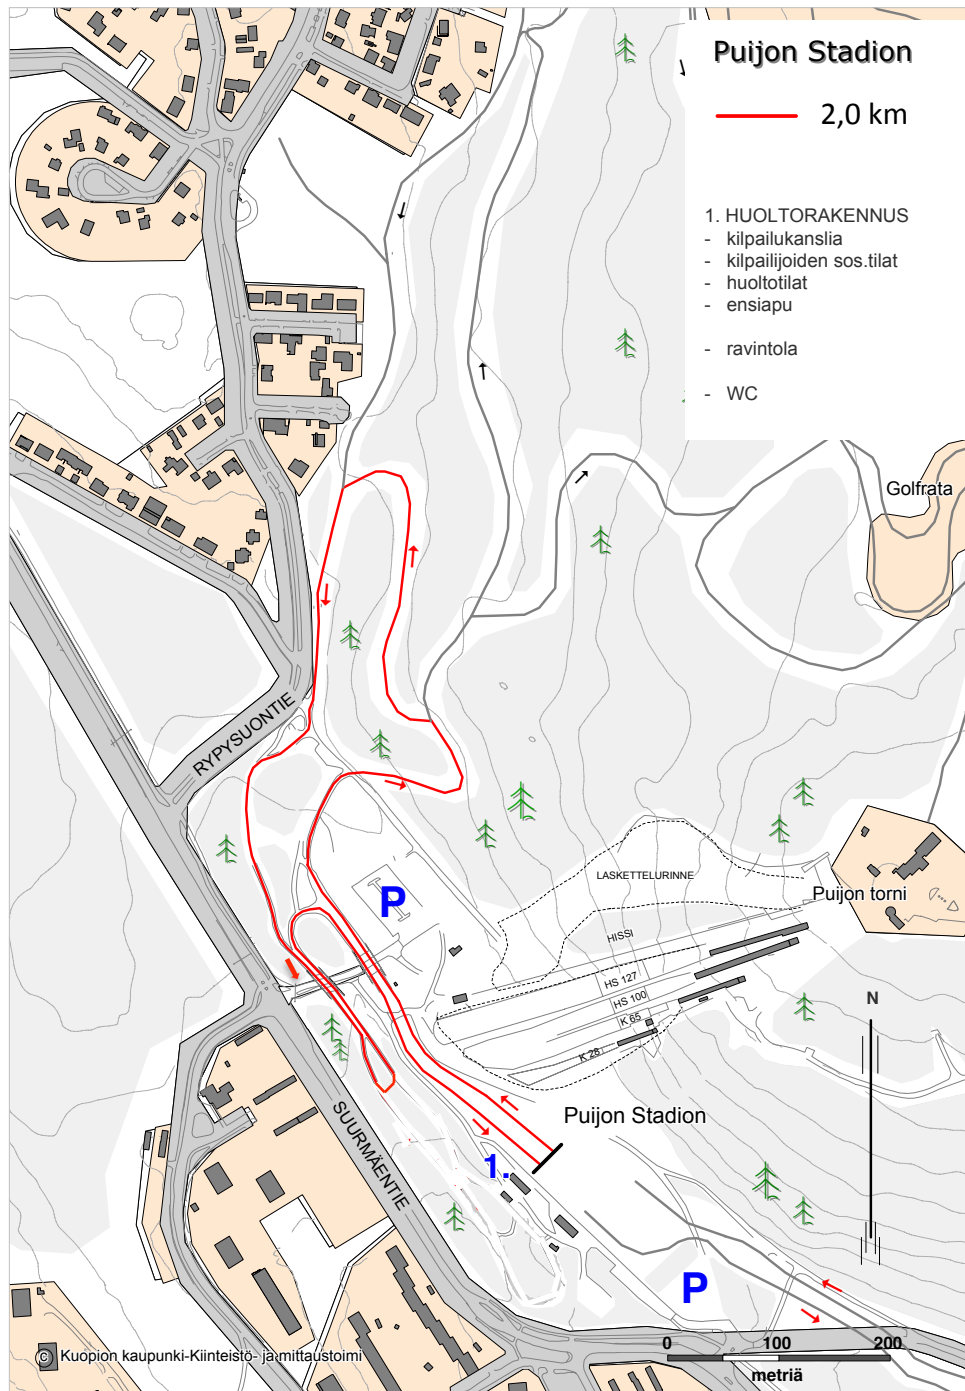 Puijon Stadion
2,0 km
1. HUOLTORAKENNUS
- kilpailukanslia
- kilpailijoiden sos.tilat
- huoltotilat
- ensiapu
- ravintola
- WC
Golfrata
RYPYSUONTIE
LASKETTELURINNE
Puijon torni
P
HISSI
HS 127
HS 100
K 65
K 28
N
Puijon Stadion
SUURMÄENTIE
1.
P
0 100 200
metriä
© Kuopion kaupunki-Kiinteistö- ja mittaustoimi